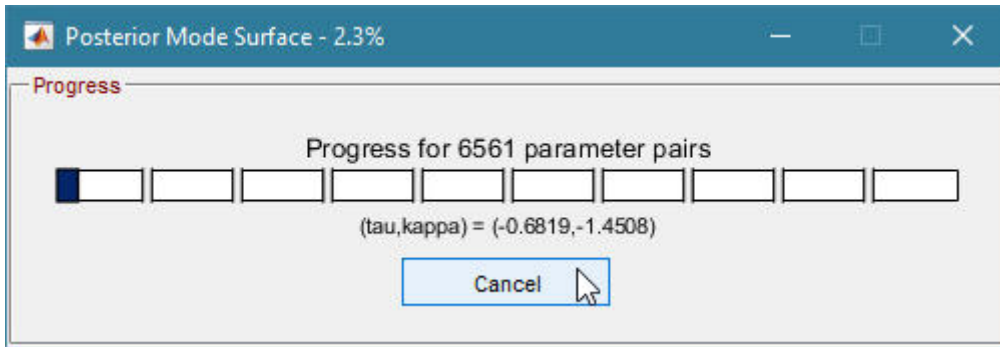 Posterior Mode Surface - 2.3%
Progress
Progress for 6561 parameter pairs
(tau,kappa) = (-0.6819,-1.4508)
Cancel